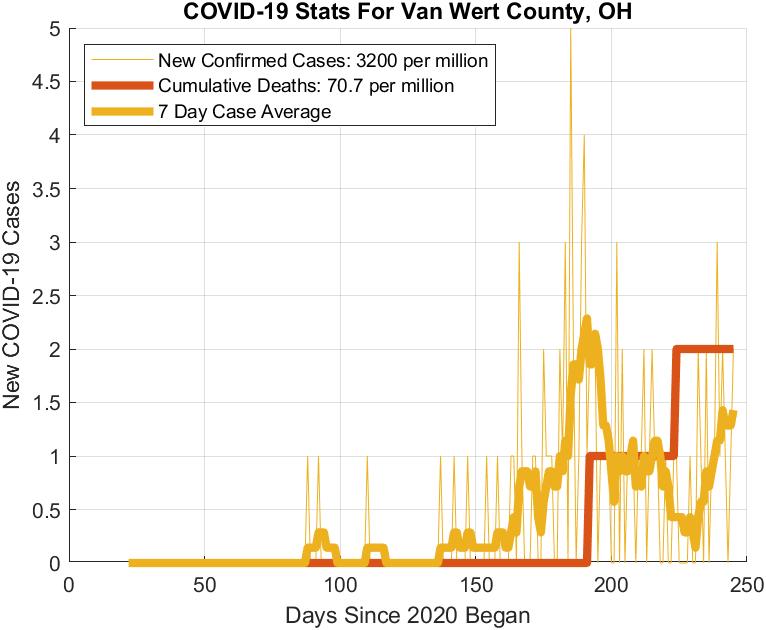 COVID-19 Stats For Van Wert County, OH
New Confirmed Cases: 3200 per million
Cumulative Deaths: 70.7 per million
7 Day Case Average
New COVID-19 Cases
5
4.5
4
3.5
3
2.5
2
1.5
1
0.5
0
0 50 100 150 200 250
Days Since 2020 Began